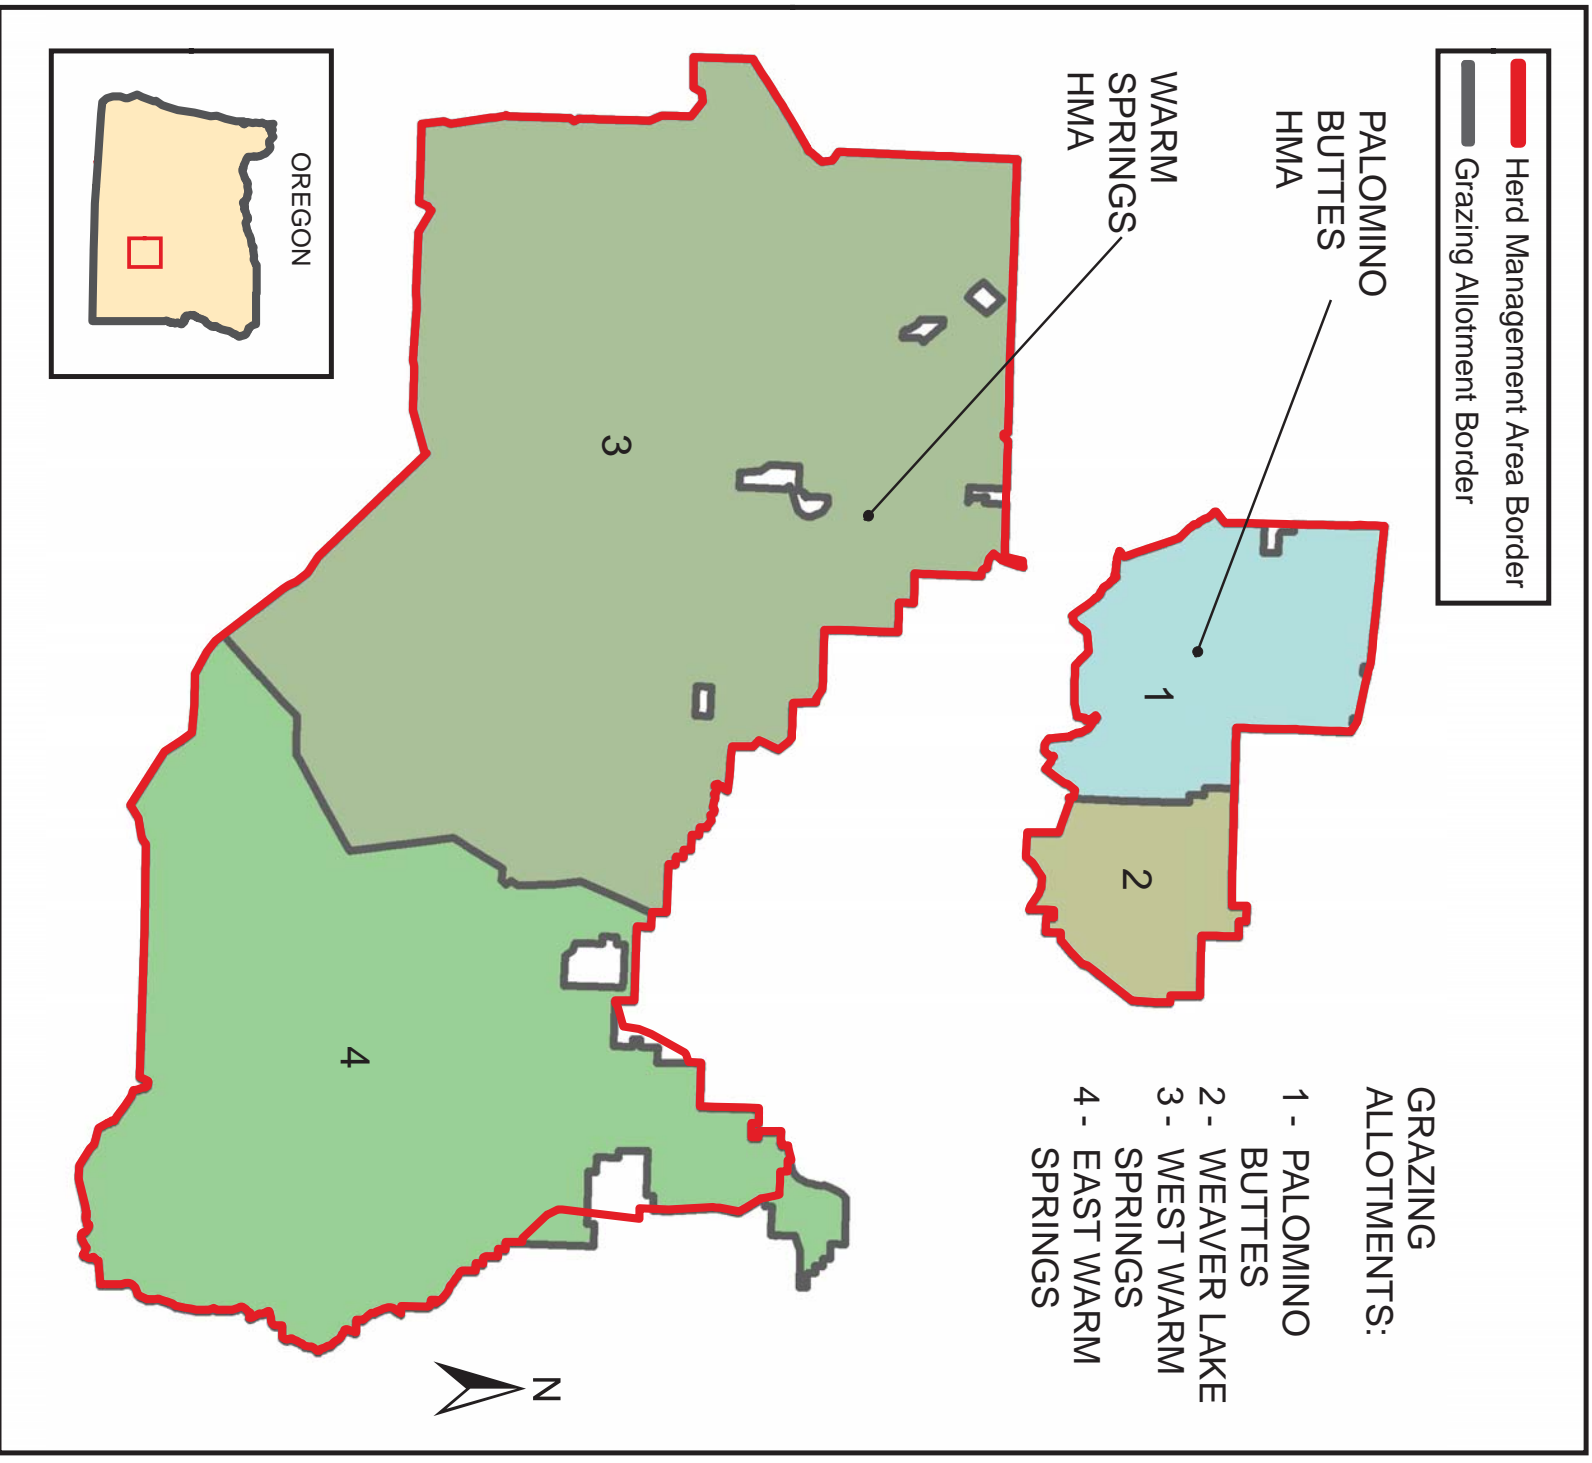 Herd Management Area Border
Grazing Allotment Border
PALOMINO
BUTTES
HMA
WARM
SPRINGS
HMA
1
2
3
4
GRAZING
ALLOTMENTS:
1 - PALOMINO
BUTTES
2 - WEAVER LAKE
3 - WEST WARM
SPRINGS
4 - EAST WARM
SPRINGS
OREGON
N